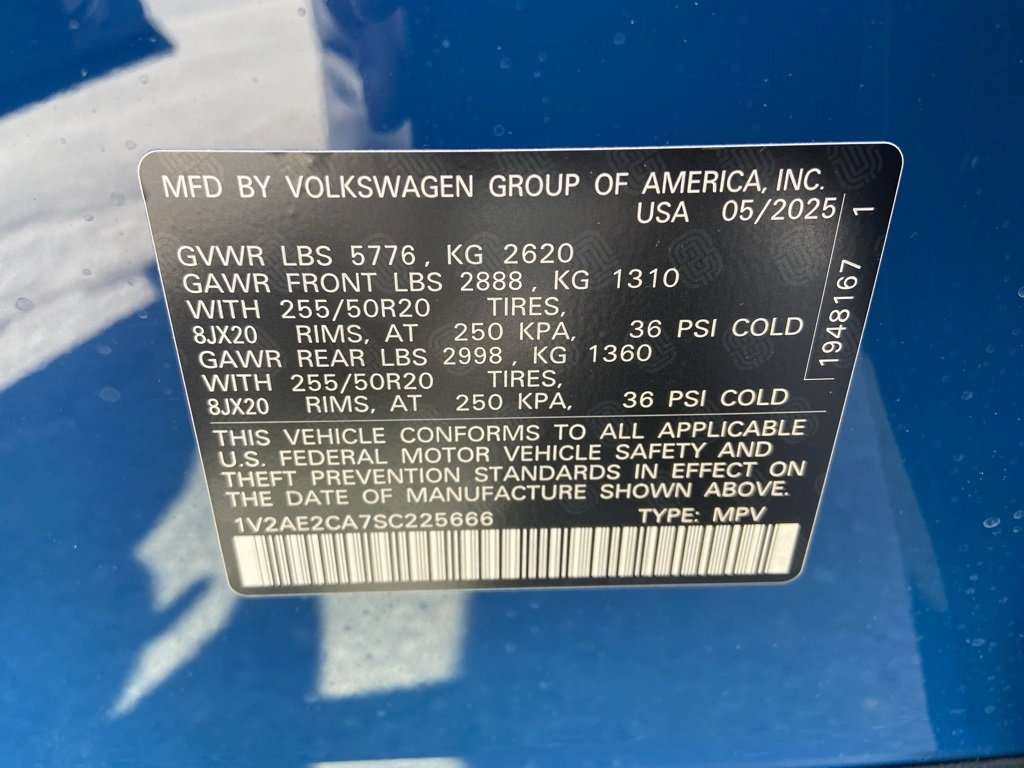 MFD BY VOLKSWAGEN GROUP OF AMERICA, INC.
USA 05/2025
GVWR LBS 5776, KG 2620
GAWR FRONT LBS 2888, KG 1310
WITH 255/50R20 TIRES,
8JX20 RIMS, AT 250 KPA, 36 PSI COLD
GAWR REAR LBS 2998, KG 1360
WITH 255/50R20 TIRES,
8JX20 RIMS, AT 250 KPA, 36 PSI COLD
1948167 1
THIS VEHICLE CONFORMS TO ALL APPLICABLE
U.S. FEDERAL MOTOR VEHICLE SAFETY AND
THEFT PREVENTION STANDARDS IN EFFECT ON
THE DATE OF MANUFACTURE SHOWN ABOVE.
1V2AE2CA7SC225666 TYPE: MPV